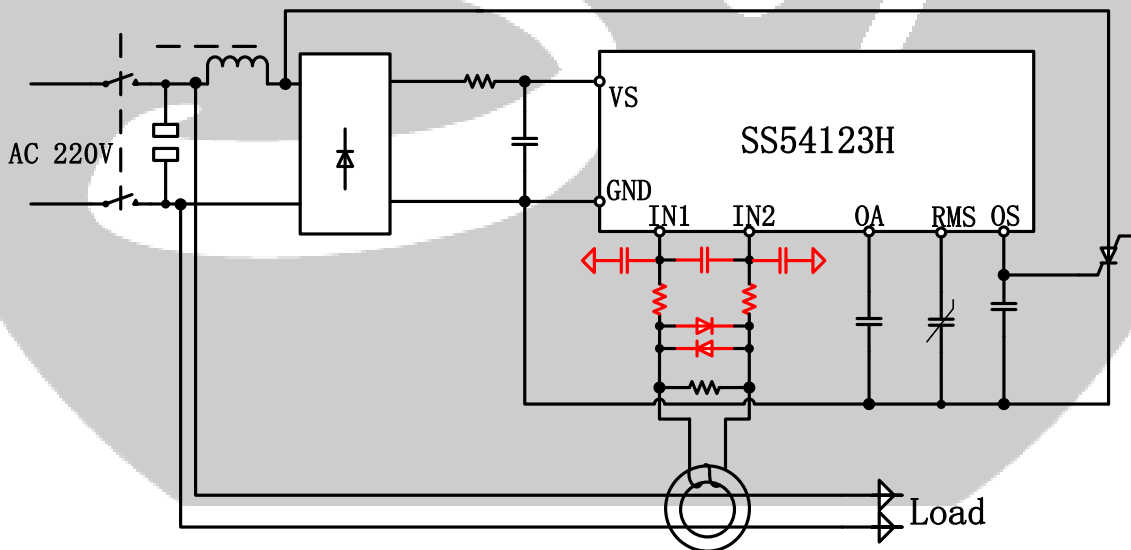 VS
SS54123H
AC 220V
GND
IN1
IN2
OA
RMS
OS
Load